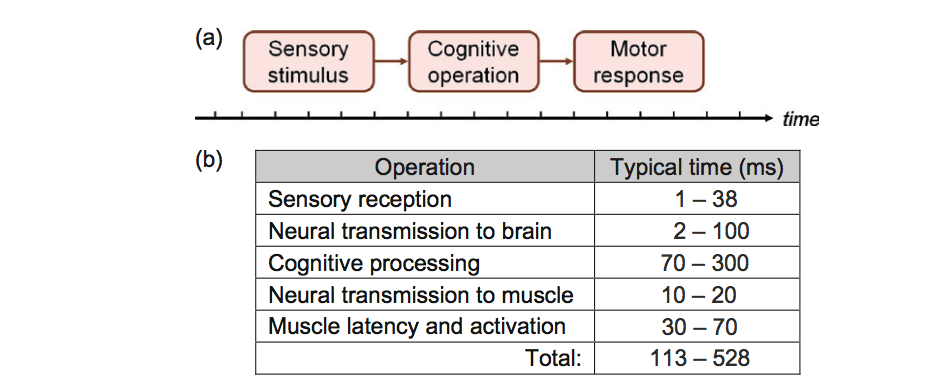 (a)
Sensory stimulus
Cognitive operation
Motor response
time
(b)
Operation Typical time (ms)
Sensory reception 1 – 38
Neural transmission to brain 2 – 100
Cognitive processing 70 – 300
Neural transmission to muscle 10 – 20
Muscle latency and activation 30 – 70
Total: 113 – 528